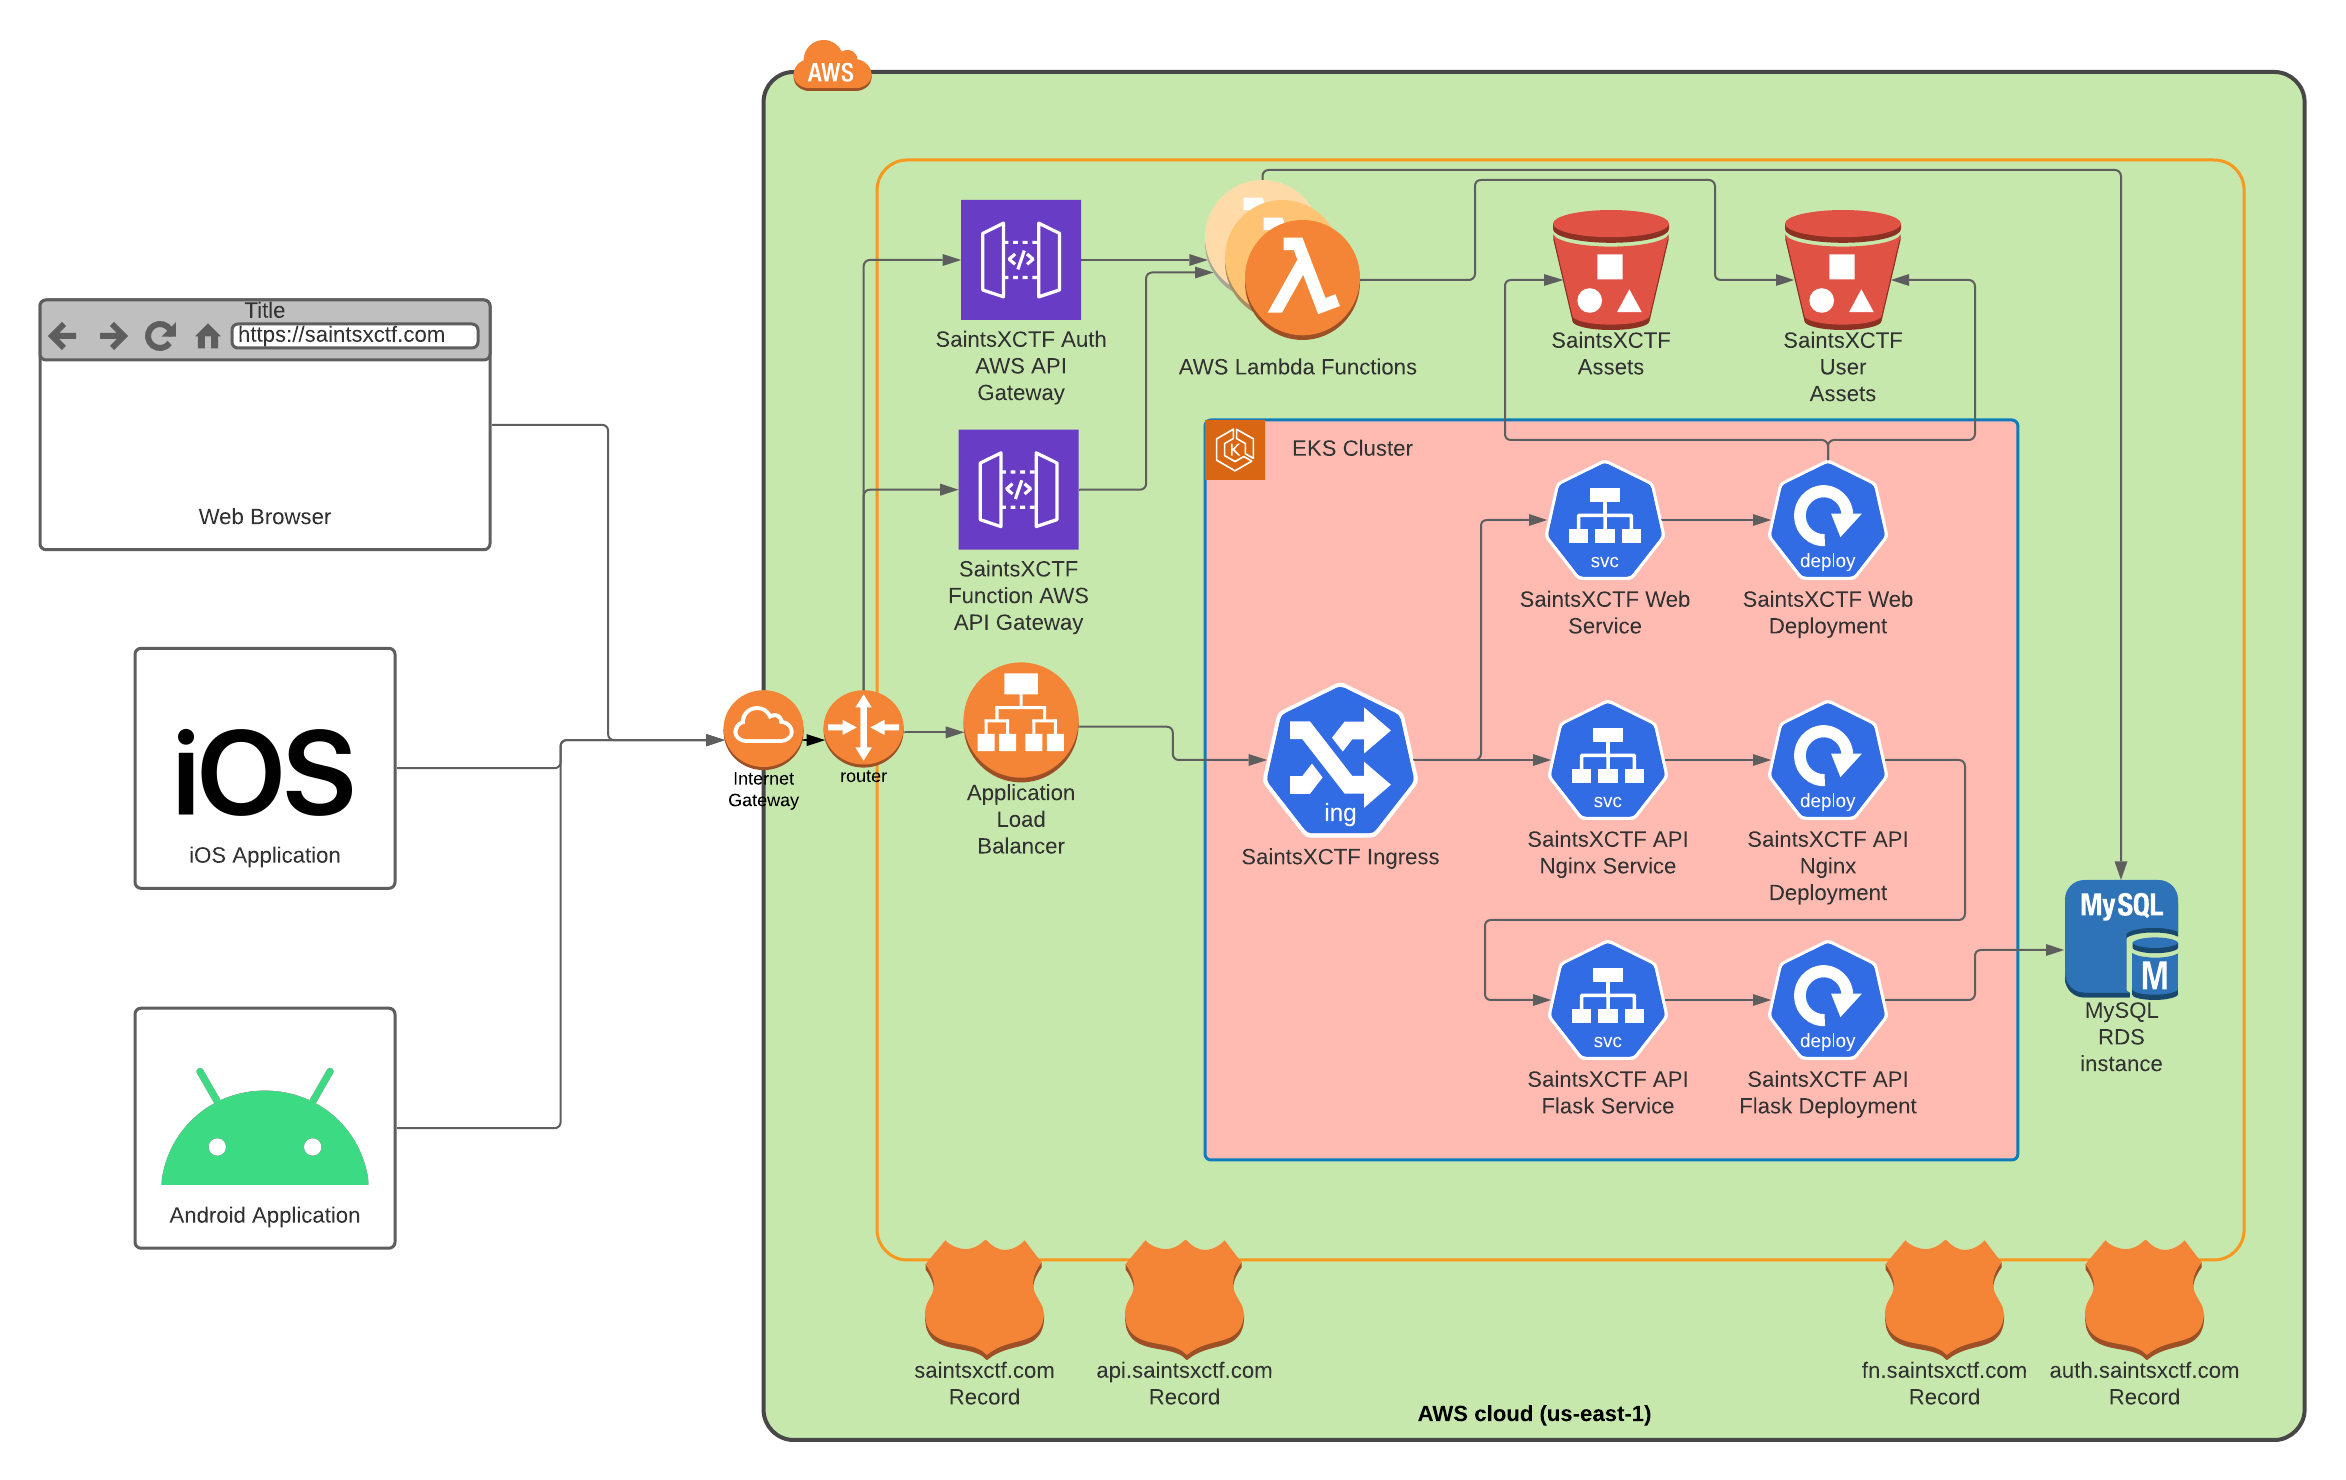 AWS
Title
https://saintsxctf.com
Web Browser
iOS
iOS Application
Android Application
Internet
Gateway
router
SaintsXCTF Auth
AWS API
Gateway
SaintsXCTF
Function AWS
API Gateway
Application
Load
Balancer
AWS Lambda Functions
SaintsXCTF
Assets
SaintsXCTF
User
Assets
K
EKS Cluster
svc
SaintsXCTF Web
Service
deploy
SaintsXCTF Web
Deployment
ing
SaintsXCTF Ingress
svc
SaintsXCTF API
Nginx Service
deploy
SaintsXCTF API
Nginx
Deployment
svc
SaintsXCTF API
Flask Service
deploy
SaintsXCTF API
Flask Deployment
MySQL
M
MySQL
RDS
instance
saintsxctf.com
Record
api.saintsxctf.com
Record
fn.saintsxctf.com
Record
auth.saintsxctf.com
Record
AWS cloud (us-east-1)